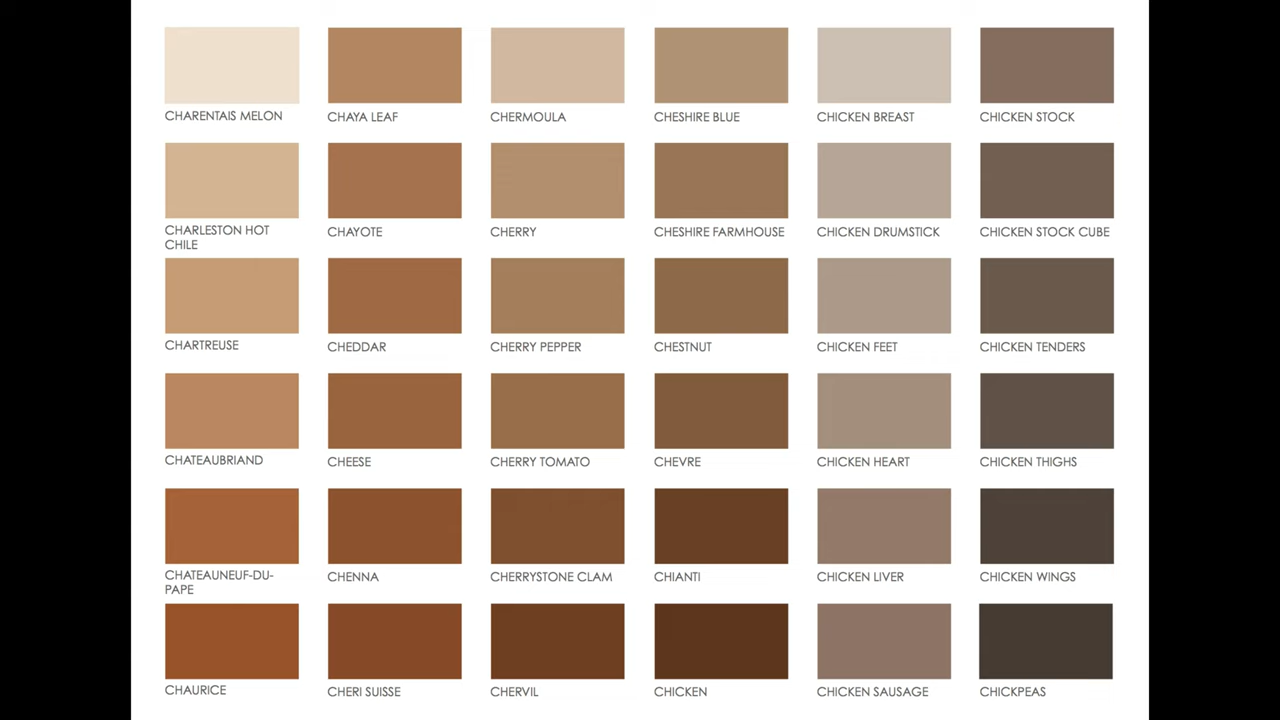 CHARENTAIS MELON
CHAYA LEAF
CHERMOULA
CHESHIRE BLUE
CHICKEN BREAST
CHICKEN STOCK
CHARLESTON HOT
CHILE
CHAYOTE
CHERRY
CHESHIRE FARMHOUSE
CHICKEN DRUMSTICK
CHICKEN STOCK CUBE
CHARTREUSE
CHEDDAR
CHERRY PEPPER
CHESTNUT
CHICKEN FEET
CHICKEN TENDERS
CHATEAUBRIAND
CHEESE
CHERRY TOMATO
CHEVRE
CHICKEN HEART
CHICKEN THIGHS
CHATEAUNEUF-DU-
PAPE
CHENNA
CHERRYSTONE CLAM
CHIANTI
CHICKEN LIVER
CHICKEN WINGS
CHAURICE
CHERI SUISSE
CHERVIL
CHICKEN
CHICKEN SAUSAGE
CHICKPEAS